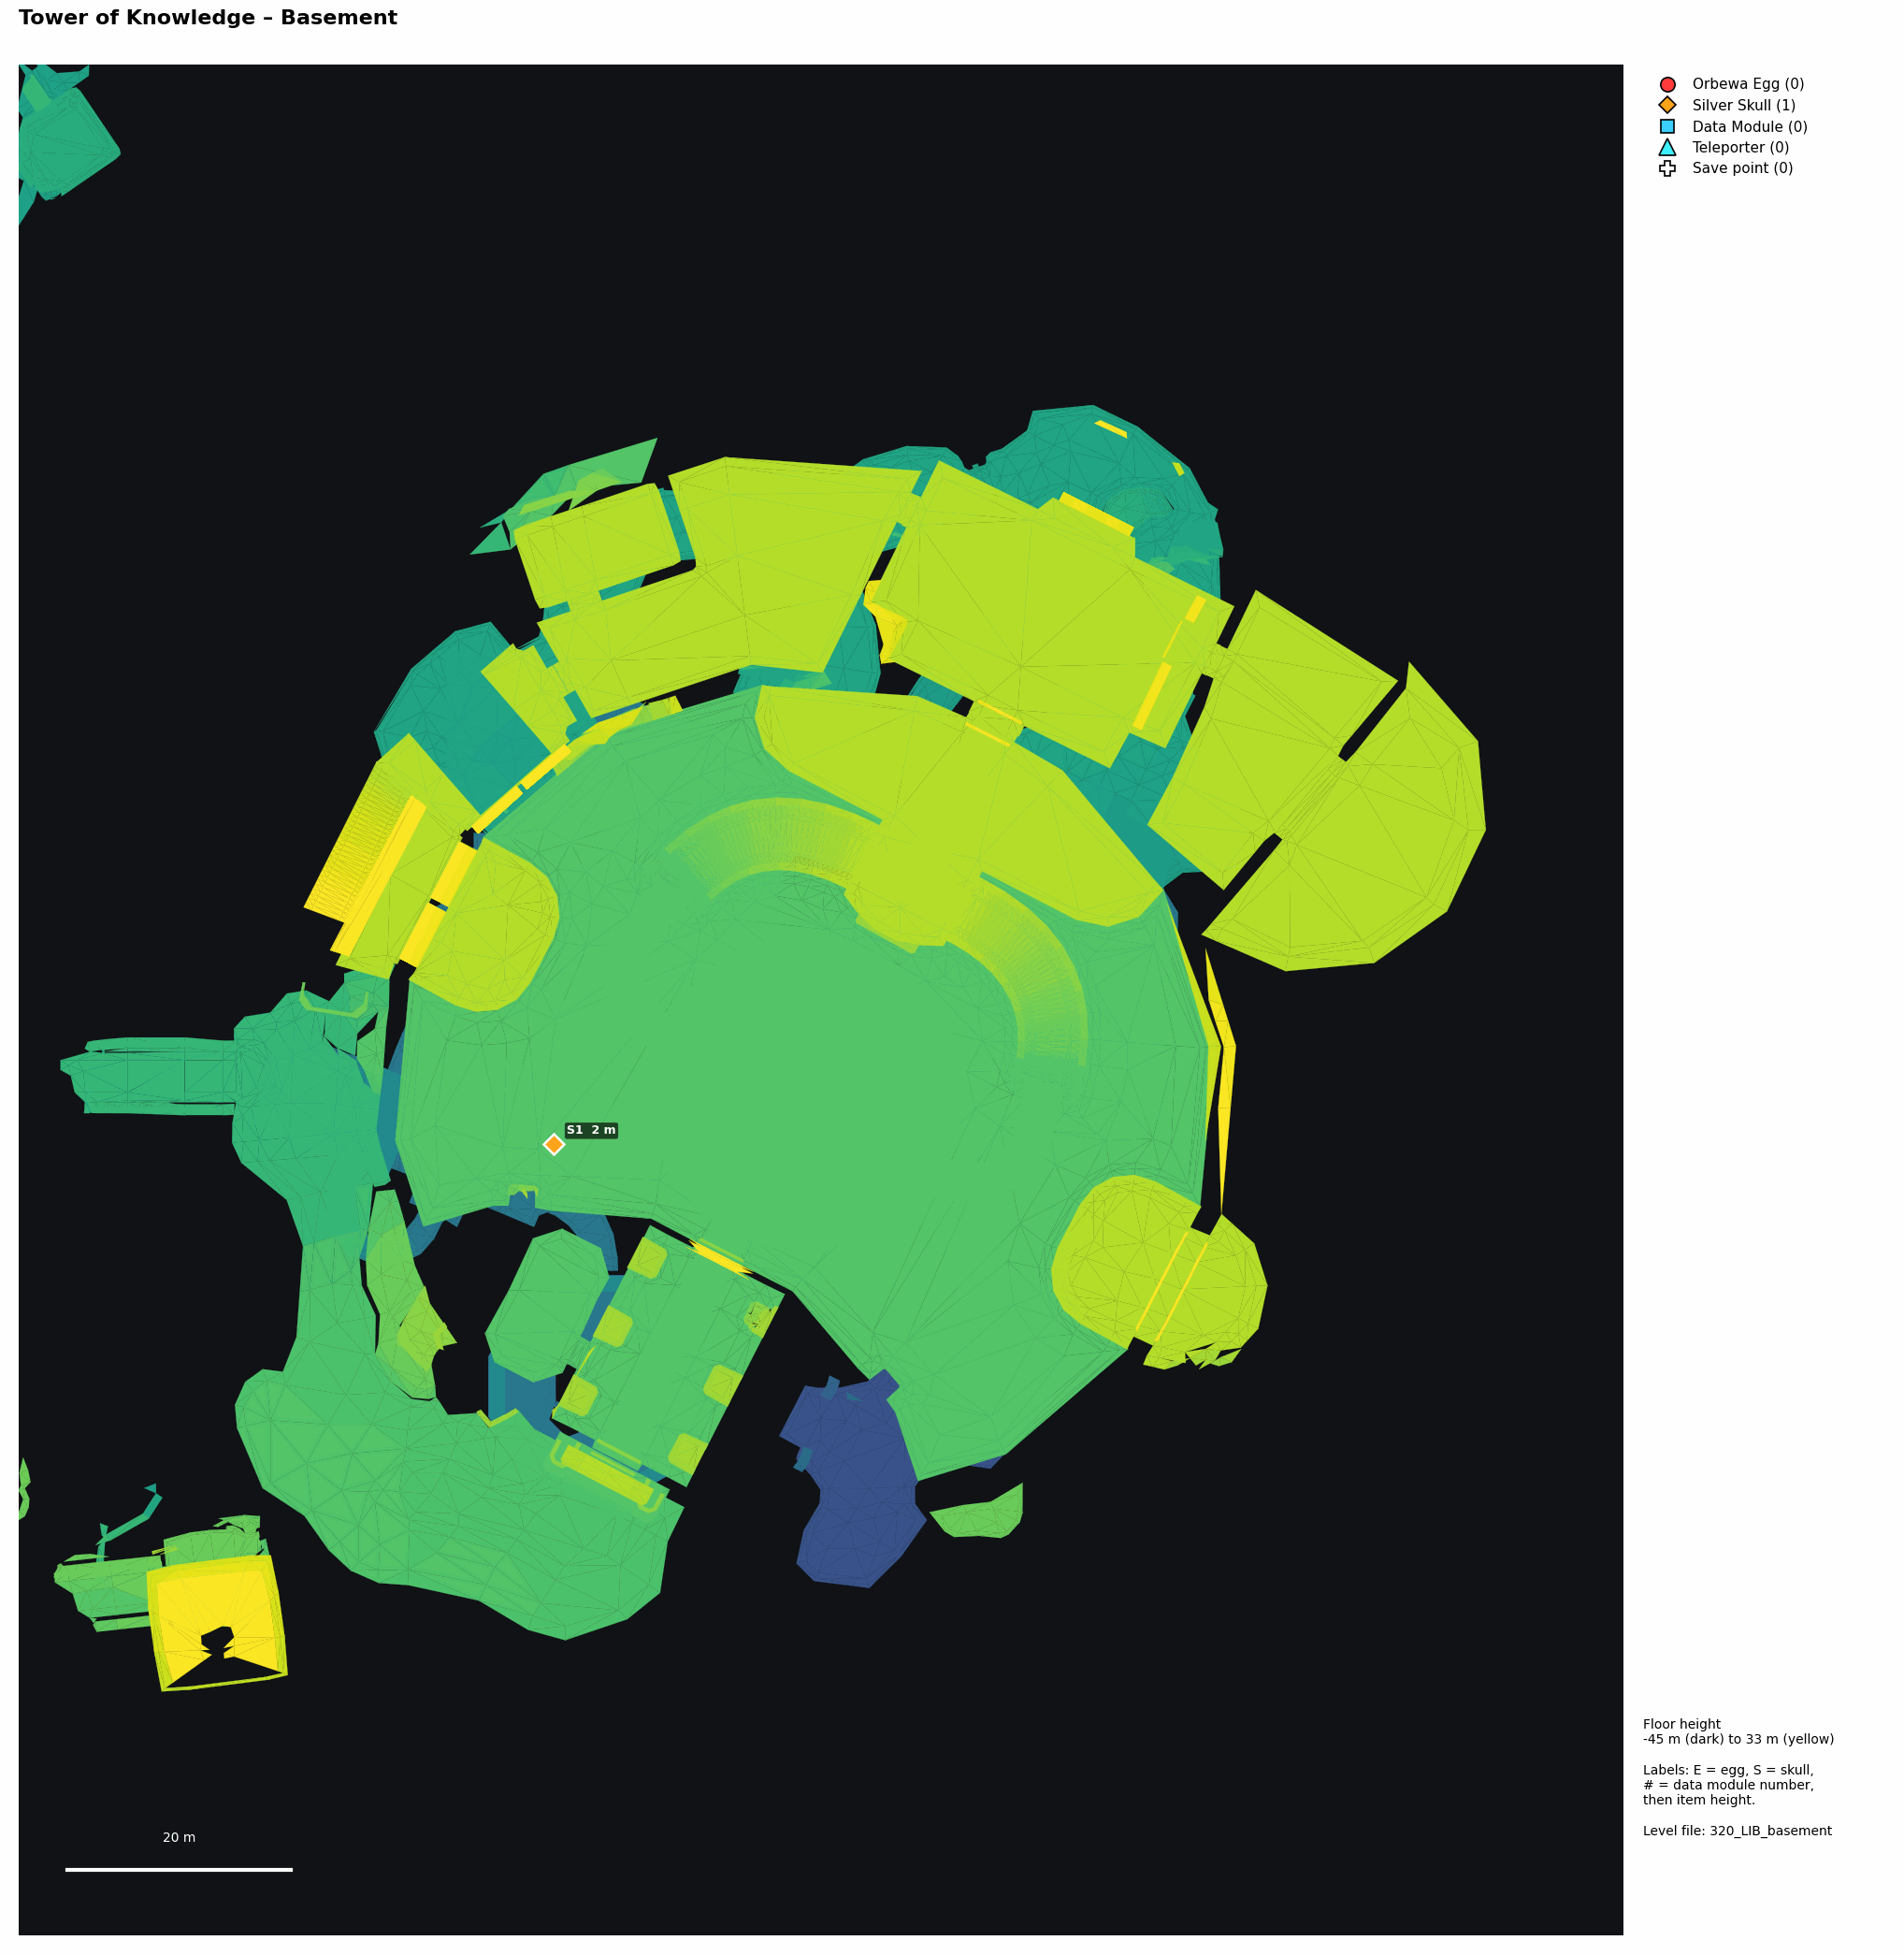 Tower of Knowledge – Basement
Orbewa Egg (0)
Silver Skull (1)
Data Module (0)
Teleporter (0)
Save point (0)
S1  2 m
Floor height
-45 m (dark) to 33 m (yellow)
Labels: E = egg, S = skull,
# = data module number,
then item height.
Level file: 320_LIB_basement
20 m